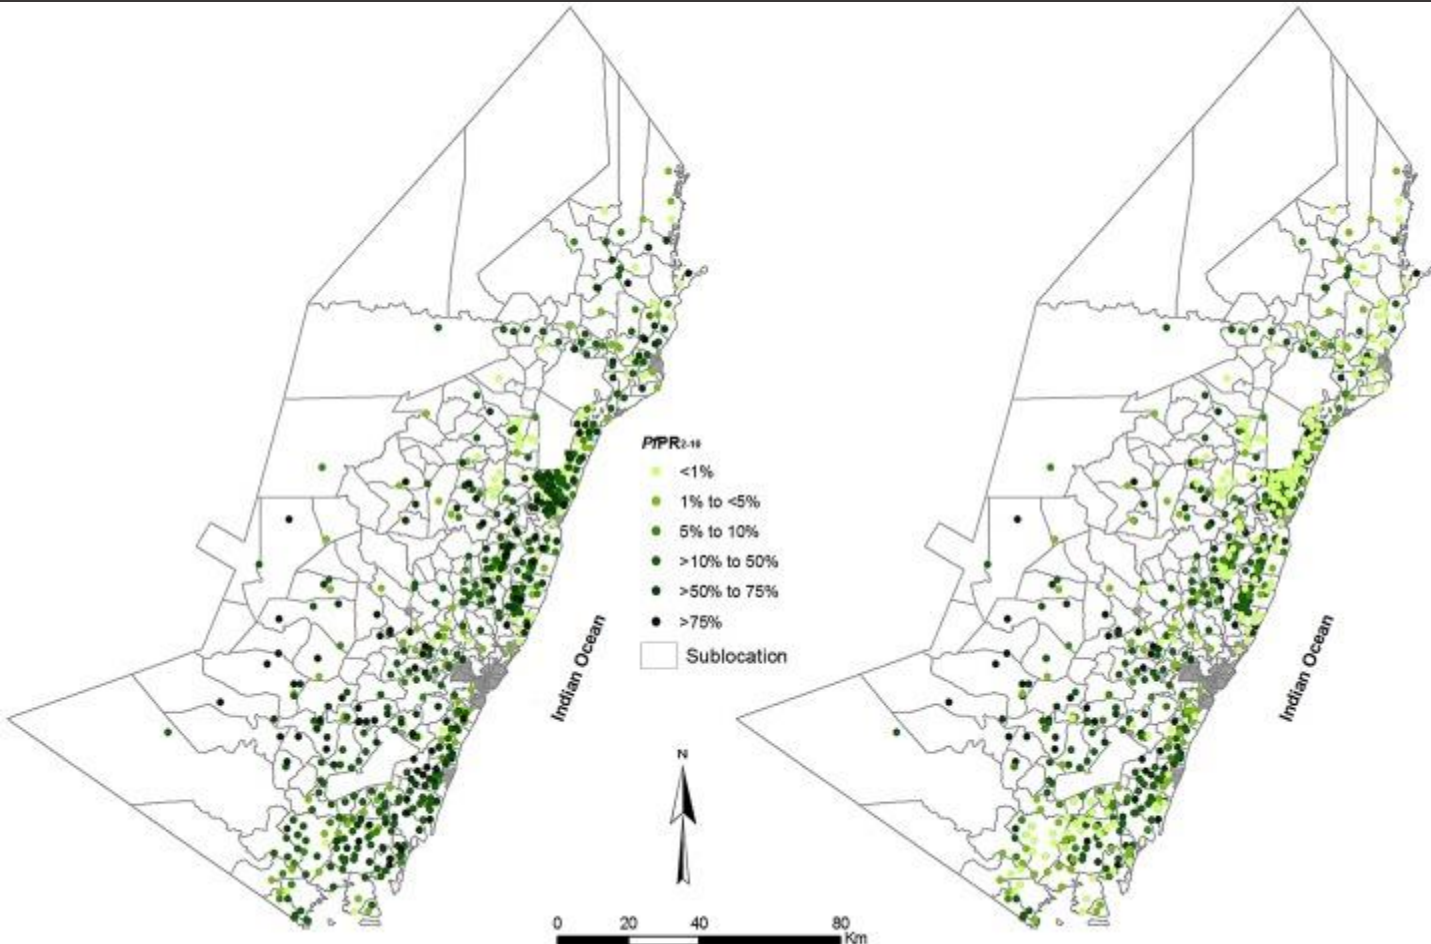 PfPR2-10
<1%
1% to <5%
5% to 10%
>10% to 50%
>50% to 75%
>75%
Sublocation
Indian Ocean
Indian Ocean
N
0 20 40 80
Km